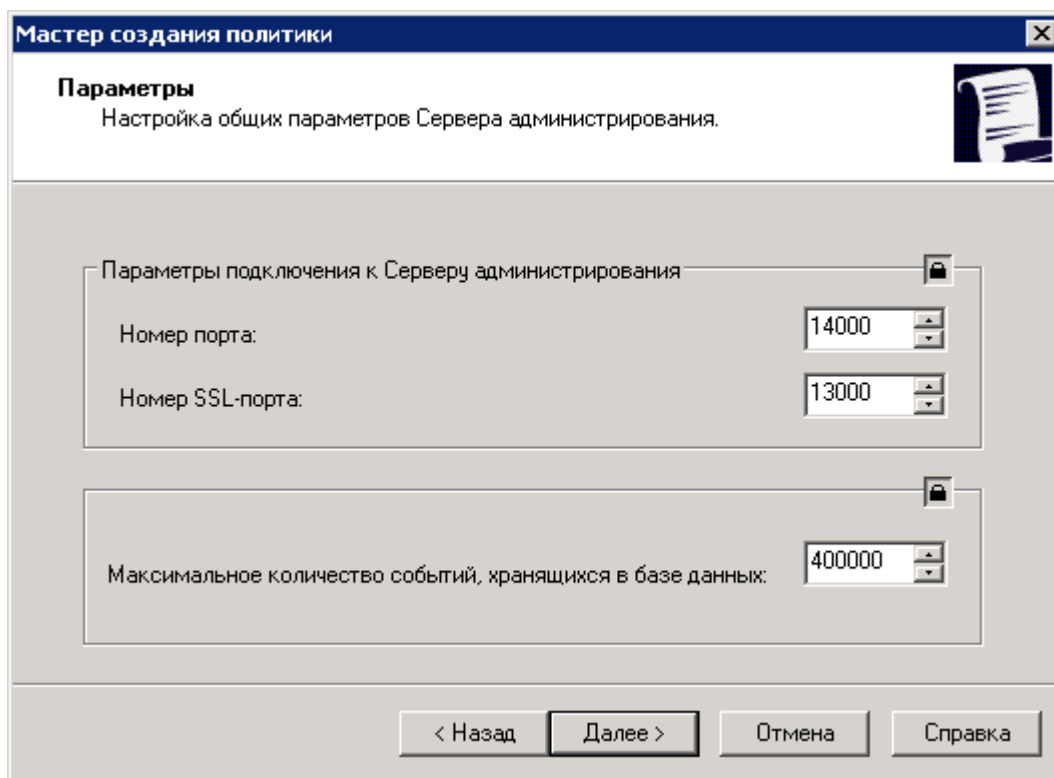 Мастер создания политики
Параметры
Настройка общих параметров Сервера администрирования.
Параметры подключения к Серверу администрирования
Номер порта:
14000
Номер SSL-порта:
13000
Максимальное количество событий, хранящихся в базе данных:
400000
< Назад
Далее >
Отмена
Справка